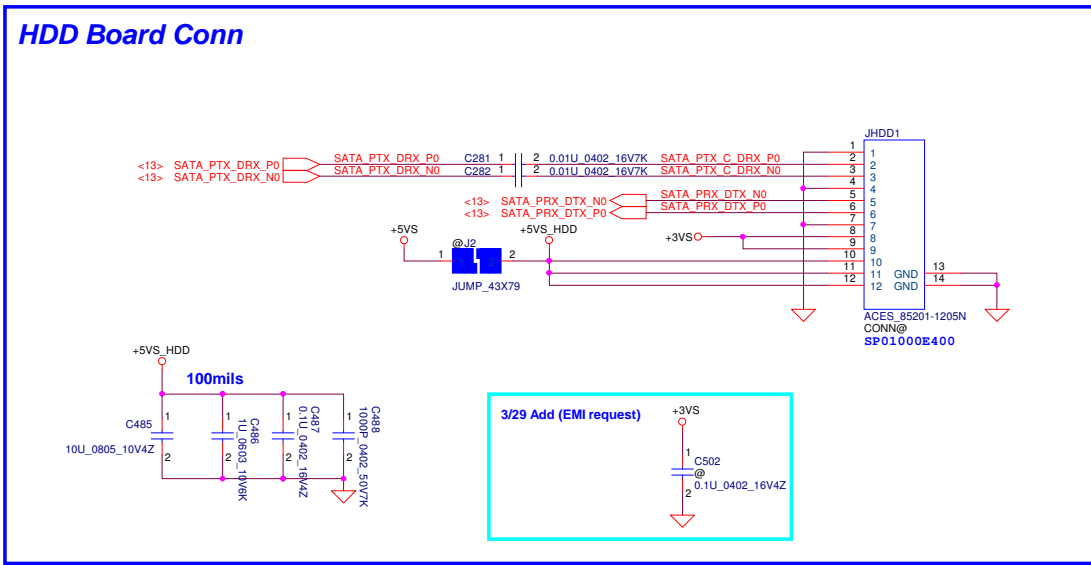 HDD Board Conn
JHDD1
<13> SATA_PTX_DRX_P0 SATA_PTX_DRX_P0 C281 1 2 0.01U_0402_16V7K SATA_PTX_C_DRX_P0
<13> SATA_PTX_DRX_N0 SATA_PTX_DRX_N0 C282 1 2 0.01U_0402_16V7K SATA_PTX_C_DRX_N0
<13> SATA_PRX_DTX_N0 SATA_PRX_DTX_N0
<13> SATA_PRX_DTX_P0 SATA_PRX_DTX_P0
1 1
2 2
3 3
4 4
5 5
6 6
7 7
8 8
9 9
10 10
11 11 GND 13
12 12 GND 14
+5VS +5VS_HDD +3VS
@J2
1 1 2 2
JUMP_43X79
ACES_85201-1205N
CONN@
SP01000E400
+5VS_HDD
100mils
C485 1 2
10U_0805_10V4Z
C486 1 2
1U_0603_10V6K
C487 1 2
0.1U_0402_16V4Z
C488 1 2
1000P_0402_50V7K
3/29 Add (EMI request)
+3VS
1
C502
@
0.1U_0402_16V4Z
2